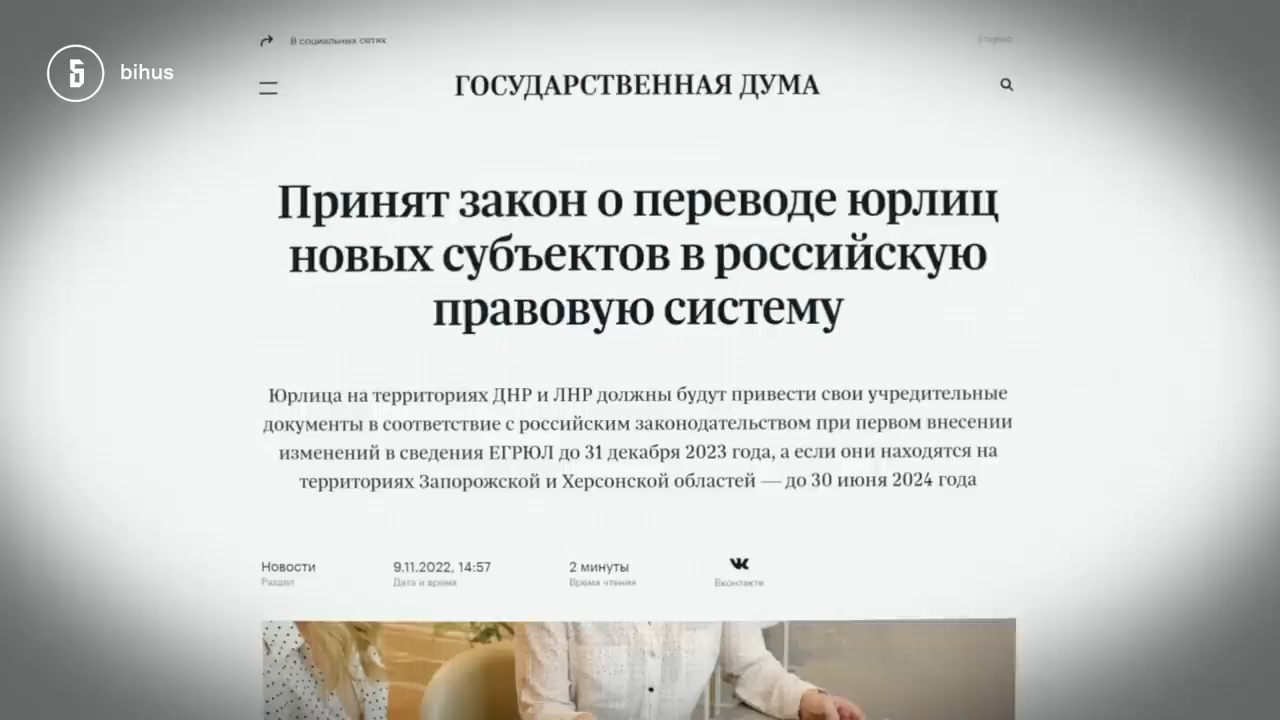 В социальных сетях
English
bihus
ГОСУДАРСТВЕННАЯ ДУМА
Принят закон о переводе юрлиц
новых субъектов в российскую
правовую систему
Юрлица на территориях ДНР и ЛНР должны будут привести свои учредительные
документы в соответствие с российским законодательством при первом внесении
изменений в сведения ЕГРЮЛ до 31 декабря 2023 года, а если они находятся на
территориях Запорожской и Херсонской областей — до 30 июня 2024 года
Новости 9.11.2022, 14:57 2 минуты
Раздел Дата и время Время чтения Вконтакте